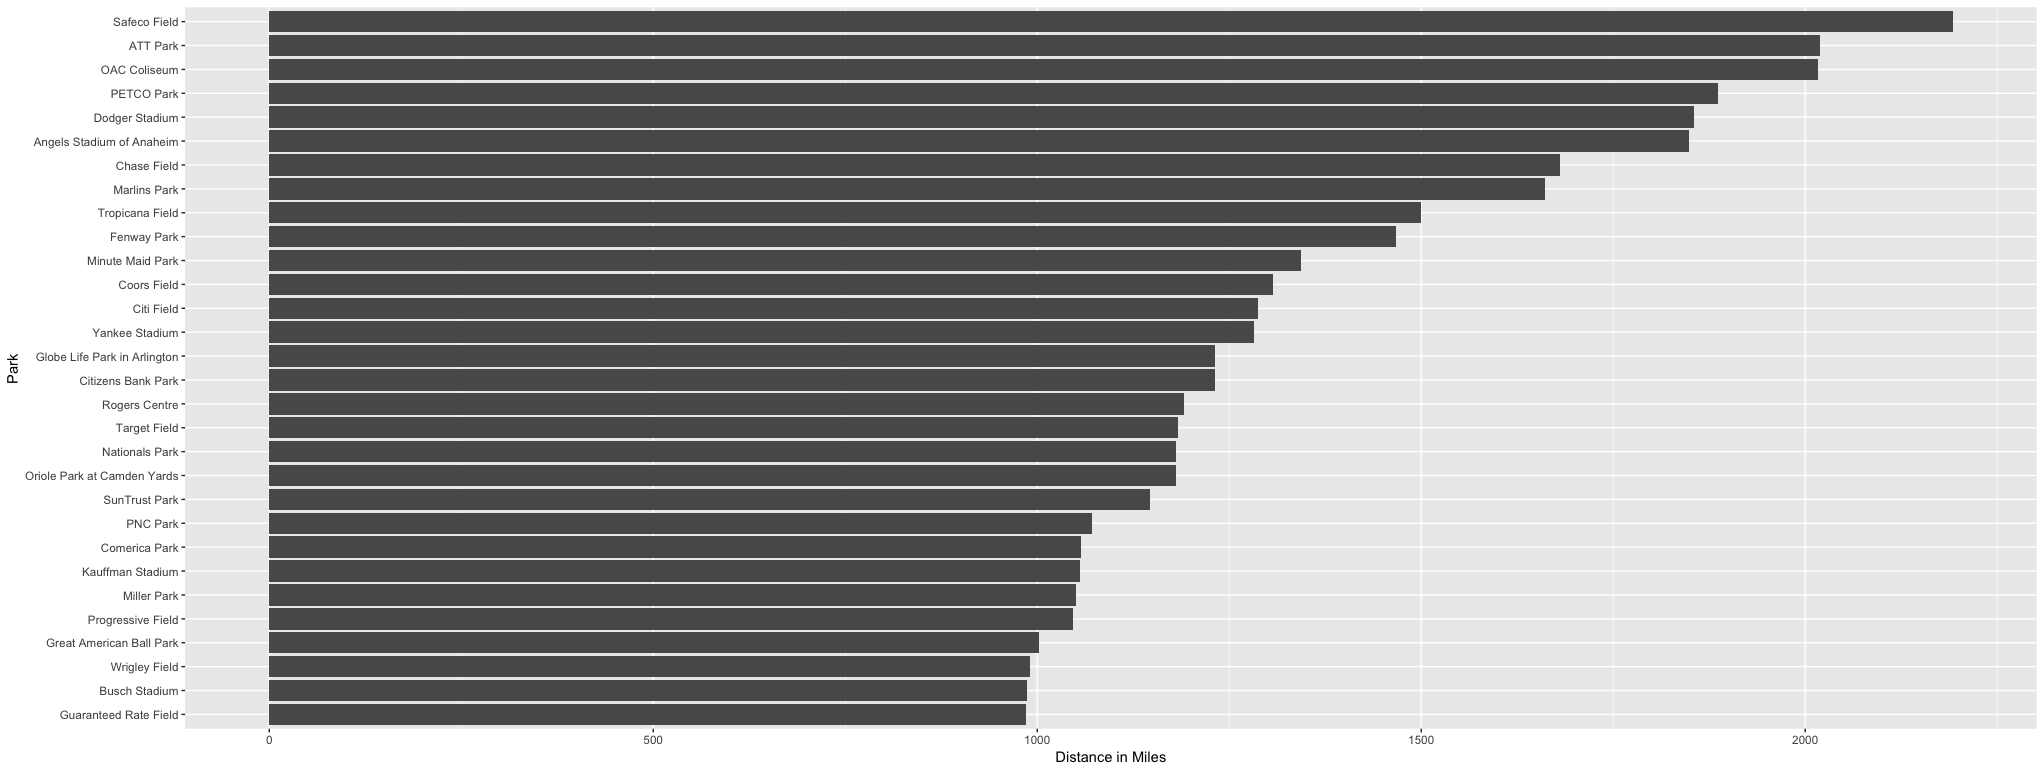 Safeco Field
ATT Park
OAC Coliseum
PETCO Park
Dodger Stadium
Angels Stadium of Anaheim
Chase Field
Marlins Park
Tropicana Field
Fenway Park
Minute Maid Park
Coors Field
Citi Field
Yankee Stadium
Globe Life Park in Arlington
Citizens Bank Park
Rogers Centre
Target Field
Nationals Park
Oriole Park at Camden Yards
SunTrust Park
PNC Park
Comerica Park
Kauffman Stadium
Miller Park
Progressive Field
Great American Ball Park
Wrigley Field
Busch Stadium
Guaranteed Rate Field
Park
0 500 1000 1500 2000
Distance in Miles